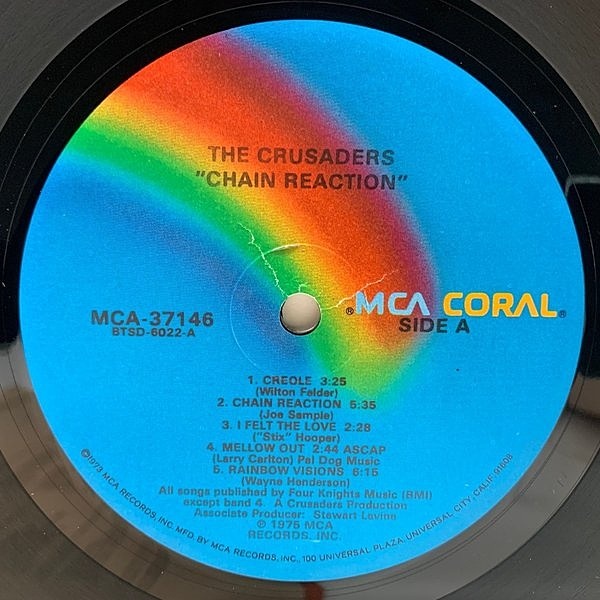 THE CRUSADERS
"CHAIN REACTION"
® MCA CORAL ®
SIDE A
MCA-37146
BTSD-6022-A
1. CREOLE 3:25
(Wilton Felder)
2. CHAIN REACTION 5:35
(Joe Sample)
3. I FELT THE LOVE 2:28
("Stix" Hooper)
4. MELLOW OUT 2:44 ASCAP
(Larry Carlton) Pal Dog Music
5. RAINBOW VISIONS 6:15
(Wayne Henderson)
All songs published by Four Knights Music (BMI)
except band 4. A Crusaders Production
Associate Producer: Stewart Levine
℗ 1975 MCA
RECORDS, INC.
©1973 MCA RECORDS, INC. MFD. BY MCA RECORDS, INC., 100 UNIVERSAL PLAZA, UNIVERSAL CITY, CALIF. 91608